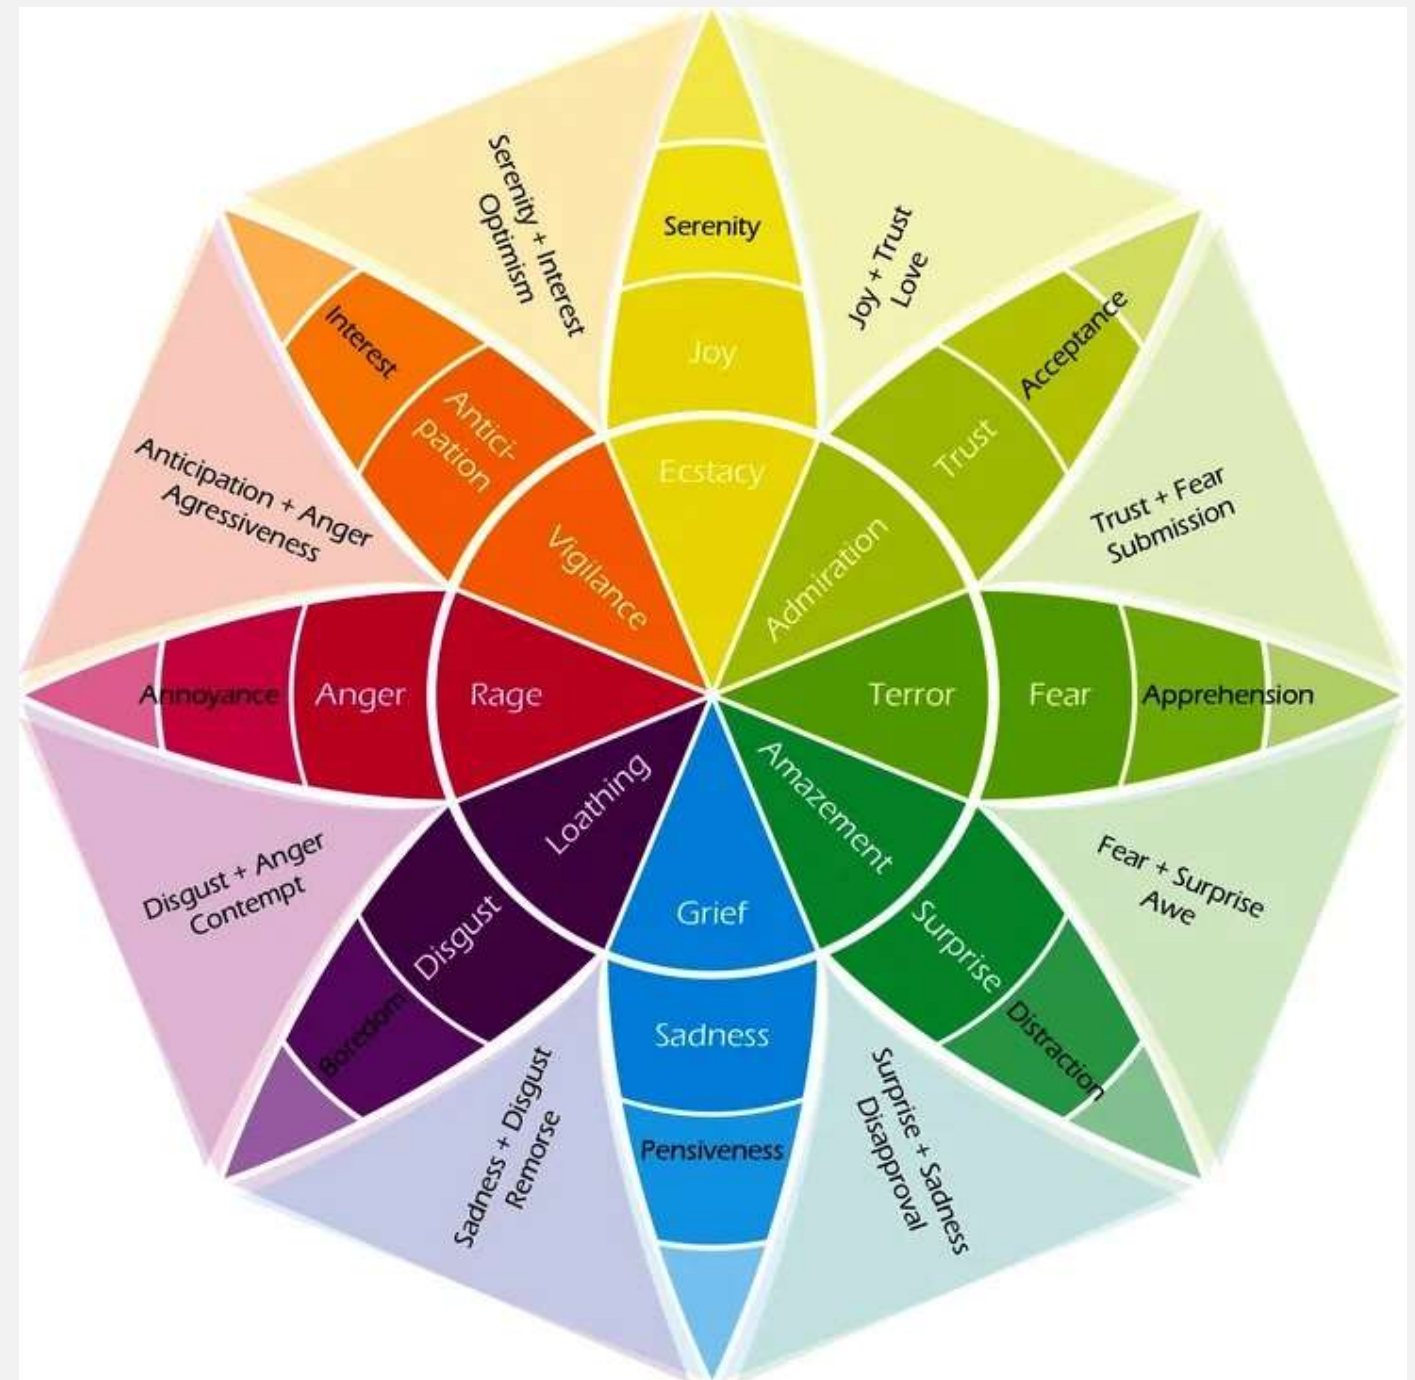 Serenity + Interest
Optimism
Serenity
Joy
Ecstacy
Joy + Trust
Love
Acceptance
Trust
Admiration
Trust + Fear
Submission
Terror
Fear
Apprehension
Fear + Surprise
Awe
Amazement
Surprise
Distraction
Surprise + Sadness
Disapproval
Grief
Sadness
Pensiveness
Sadness + Disgust
Remorse
Loathing
Disgust
Boredom
Disgust + Anger
Contempt
Annoyance
Anger
Rage
Anticipation + Anger
Agressiveness
Interest
Antici-
pation
Vigilance